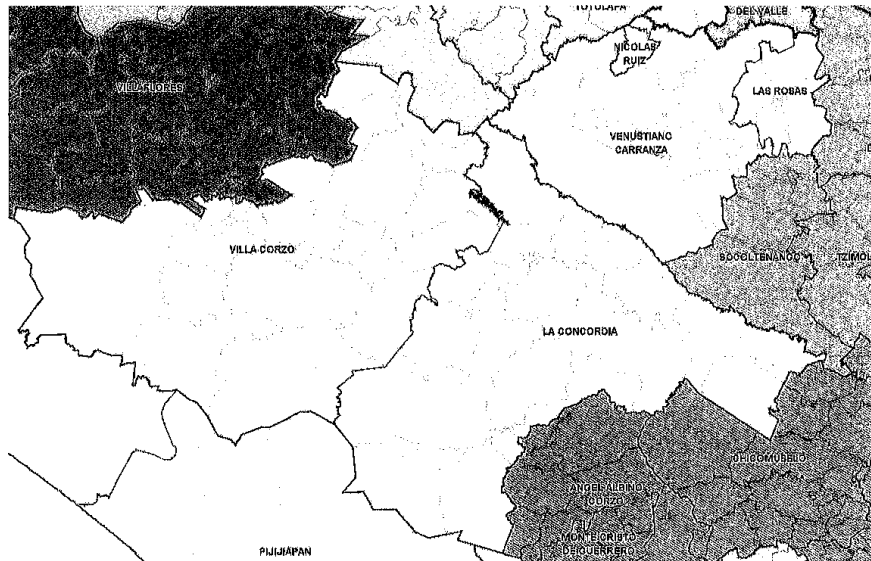 TOTOLAPA
DEL VALLE
NICOLAS
RUIZ
VILLAFLORES
LAS ROSAS
VENUSTIANO
CARRANZA
VILLA CORZO
SOCOLTENANGO
TZIMOL
LA CONCORDIA
CHICOMUSELO
ANGEL ALBINO
CORZO
MONTECRISTO
DE GUERRERO
PIJIJIAPAN